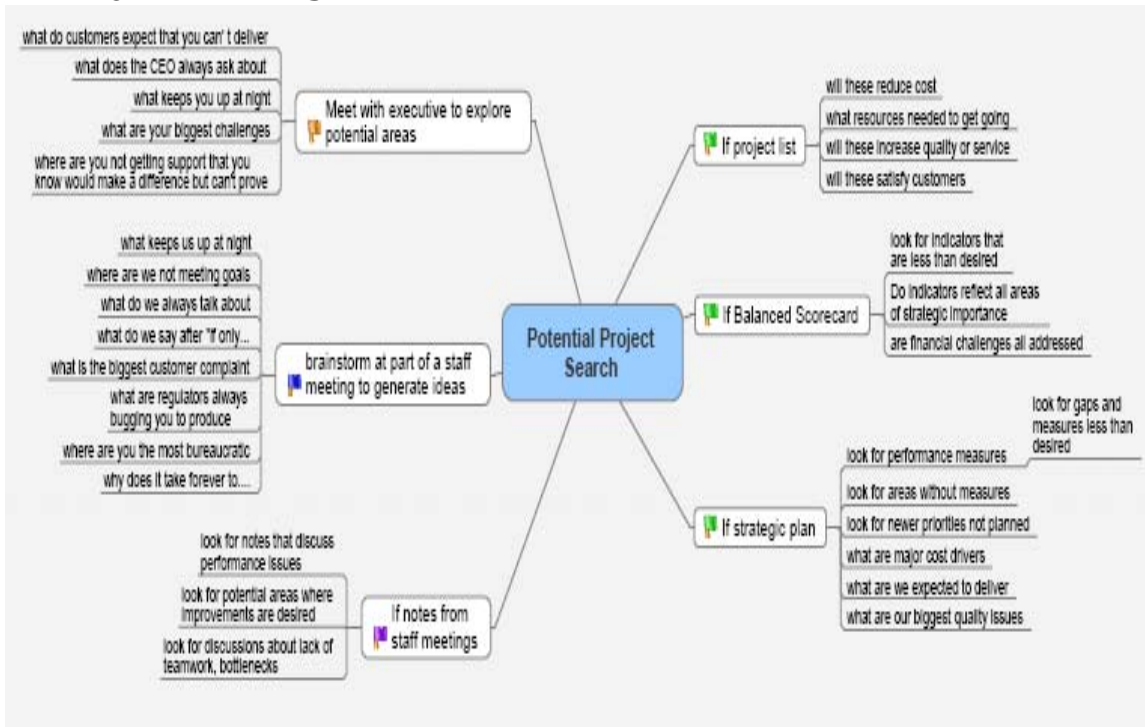 what do customers expect that you can' t deliver
what does the CEO always ask about
what keeps you up at night
what are your biggest challenges
where are you not getting support that you
know would make a difference but can't prove
Meet with executive to explore
potential areas
what keeps us up at night
where are we not meeting goals
what do we always talk about
what do we say after "if only...
what is the biggest customer complaint
what are regulators always
bugging you to produce
where are you the most bureaucratic
why does it take forever to....
brainstorm at part of a staff
meeting to generate ideas
look for notes that discuss
performance issues
look for potential areas where
improvements are desired
look for discussions about lack of
teamwork, bottlenecks
If notes from
staff meetings
Potential Project
Search
If project list
will these reduce cost
what resources needed to get going
will these increase quality or service
will these satisfy customers
If Balanced Scorecard
look for indicators that
are less than desired
Do indicators reflect all areas
of strategic importance
are financial challenges all addressed
If strategic plan
look for performance measures
look for gaps and
measures less than
desired
look for areas without measures
look for newer priorities not planned
what are major cost drivers
what are we expected to deliver
what are our biggest quality issues